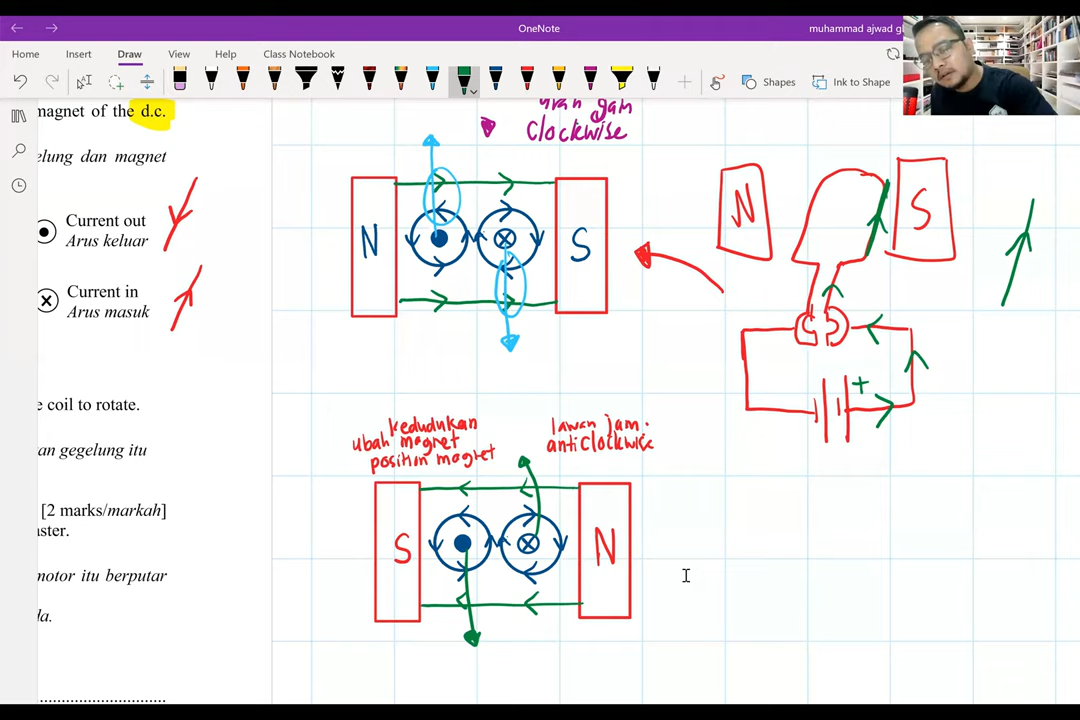 OneNote
muhammad ajwad
Home
Insert
Draw
View
Help
Class Notebook
Shapes
Ink to Shape
magnet of the d.c.
elung dan magnet
Current out
Arus keluar
Current in
Arus masuk
e coil to rotate.
an gegelung itu
[2 marks/markah]
motor itu berputar
da.
jam
Clockwise
N
S
N
S
+
kedudukan
ubah magnet
position magnet
lawan jam.
anticlockwise
S
N